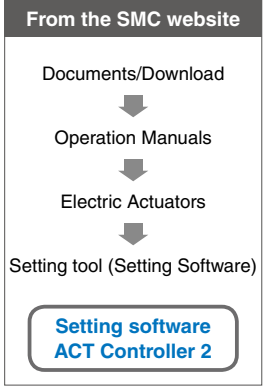 From the SMC website
Documents/Download
Operation Manuals
Electric Actuators
Setting tool (Setting Software)
Setting software
ACT Controller 2